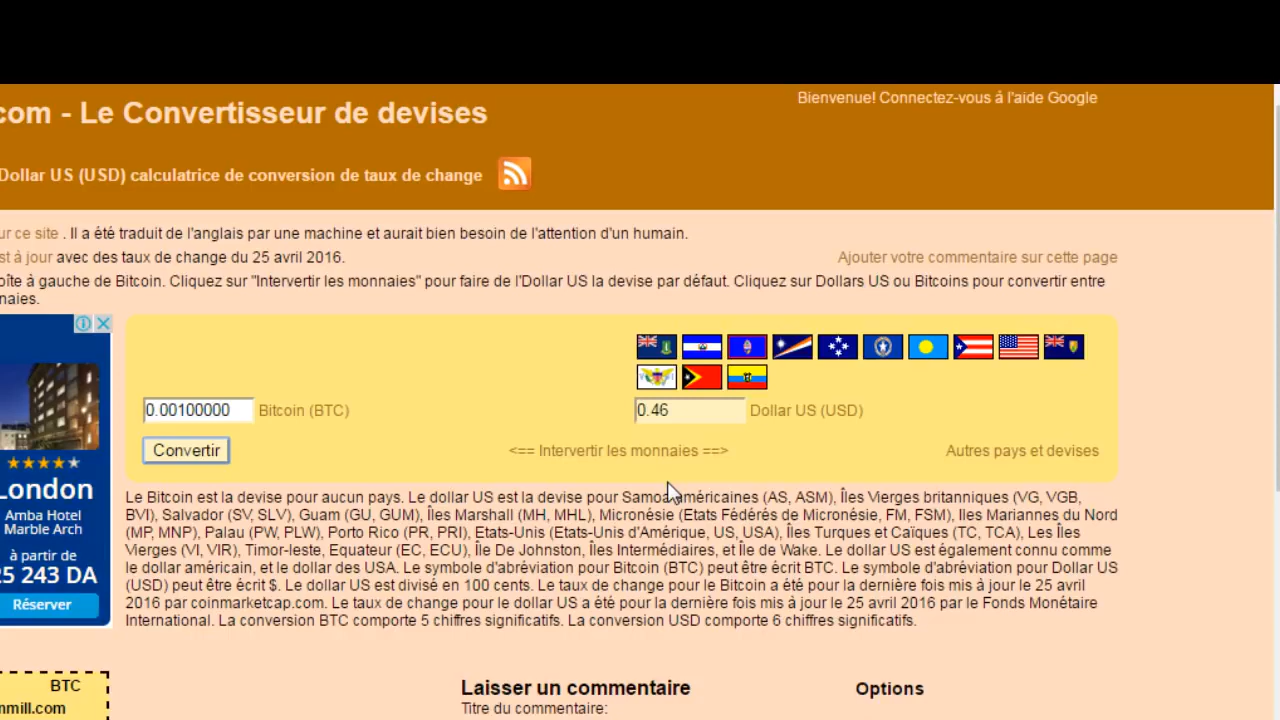 com - Le Convertisseur de devises
Bienvenue! Connectez-vous á l'aide Google
Dollar US (USD) calculatrice de conversion de taux de change
ur ce site . Il a été traduit de l'anglais par une machine et aurait bien besoin de l'attention d'un humain.
st à jour avec des taux de change du 25 avril 2016.
Ajouter votre commentaire sur cette page
oîte à gauche de Bitcoin. Cliquez sur "Intervertir les monnaies" pour faire de l'Dollar US la devise par défaut. Cliquez sur Dollars US ou Bitcoins pour convertir entre
naies.
0.00100000 Bitcoin (BTC)
0.46 Dollar US (USD)
Convertir
<== Intervertir les monnaies ==>
Autres pays et devises
London
Amba Hotel
Marble Arch
à partir de
25 243 DA
Réserver
Le Bitcoin est la devise pour aucun pays. Le dollar US est la devise pour Samoa américaines (AS, ASM), Îles Vierges britanniques (VG, VGB,
BVI), Salvador (SV, SLV), Guam (GU, GUM), Îles Marshall (MH, MHL), Micronésie (Etats Fédérés de Micronésie, FM, FSM), Iles Mariannes du Nord
(MP, MNP), Palau (PW, PLW), Porto Rico (PR, PRI), Etats-Unis (Etats-Unis d'Amérique, US, USA), Îles Turques et Caïques (TC, TCA), Les Îles
Vierges (VI, VIR), Timor-leste, Equateur (EC, ECU), Île De Johnston, Îles Intermédiaires, et Île de Wake. Le dollar US est également connu comme
le dollar américain, et le dollar des USA. Le symbole d'abréviation pour Bitcoin (BTC) peut être écrit BTC. Le symbole d'abréviation pour Dollar US
(USD) peut être écrit $. Le dollar US est divisé en 100 cents. Le taux de change pour le Bitcoin a été pour la dernière fois mis à jour le 25 avril
2016 par coinmarketcap.com. Le taux de change pour le dollar US a été pour la dernière fois mis à jour le 25 avril 2016 par le Fonds Monétaire
International. La conversion BTC comporte 5 chiffres significatifs. La conversion USD comporte 6 chiffres significatifs.
BTC
nmill.com
Laisser un commentaire
Titre du commentaire:
Options